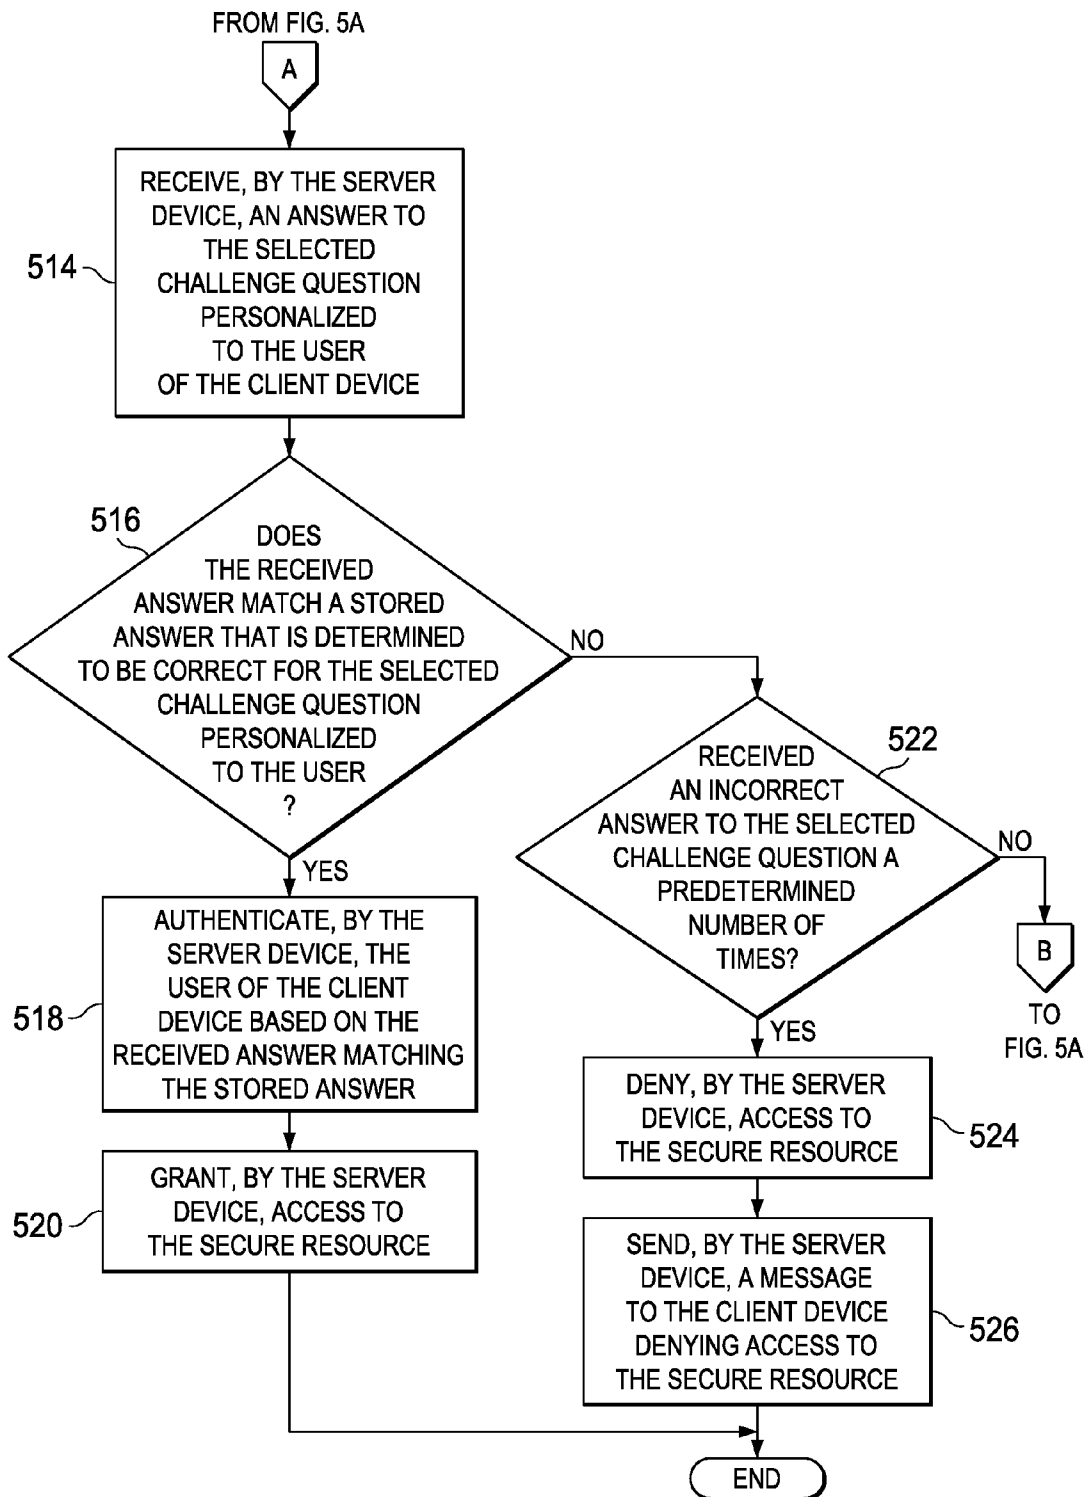 FROM FIG. 5A
A
RECEIVE, BY THE SERVER
DEVICE, AN ANSWER TO
THE SELECTED
CHALLENGE QUESTION
PERSONALIZED
TO THE USER
OF THE CLIENT DEVICE
514
516
DOES
THE RECEIVED
ANSWER MATCH A STORED
ANSWER THAT IS DETERMINED
TO BE CORRECT FOR THE SELECTED
CHALLENGE QUESTION
PERSONALIZED
TO THE USER
?
NO
YES
522
RECEIVED
AN INCORRECT
ANSWER TO THE SELECTED
CHALLENGE QUESTION A
PREDETERMINED
NUMBER OF
TIMES?
NO
B
TO
FIG. 5A
YES
AUTHENTICATE, BY THE
SERVER DEVICE, THE
USER OF THE CLIENT
DEVICE BASED ON THE
RECEIVED ANSWER MATCHING
THE STORED ANSWER
518
GRANT, BY THE SERVER
DEVICE, ACCESS TO
THE SECURE RESOURCE
520
DENY, BY THE SERVER
DEVICE, ACCESS TO
THE SECURE RESOURCE
524
SEND, BY THE SERVER
DEVICE, A MESSAGE
TO THE CLIENT DEVICE
DENYING ACCESS TO
THE SECURE RESOURCE
526
END